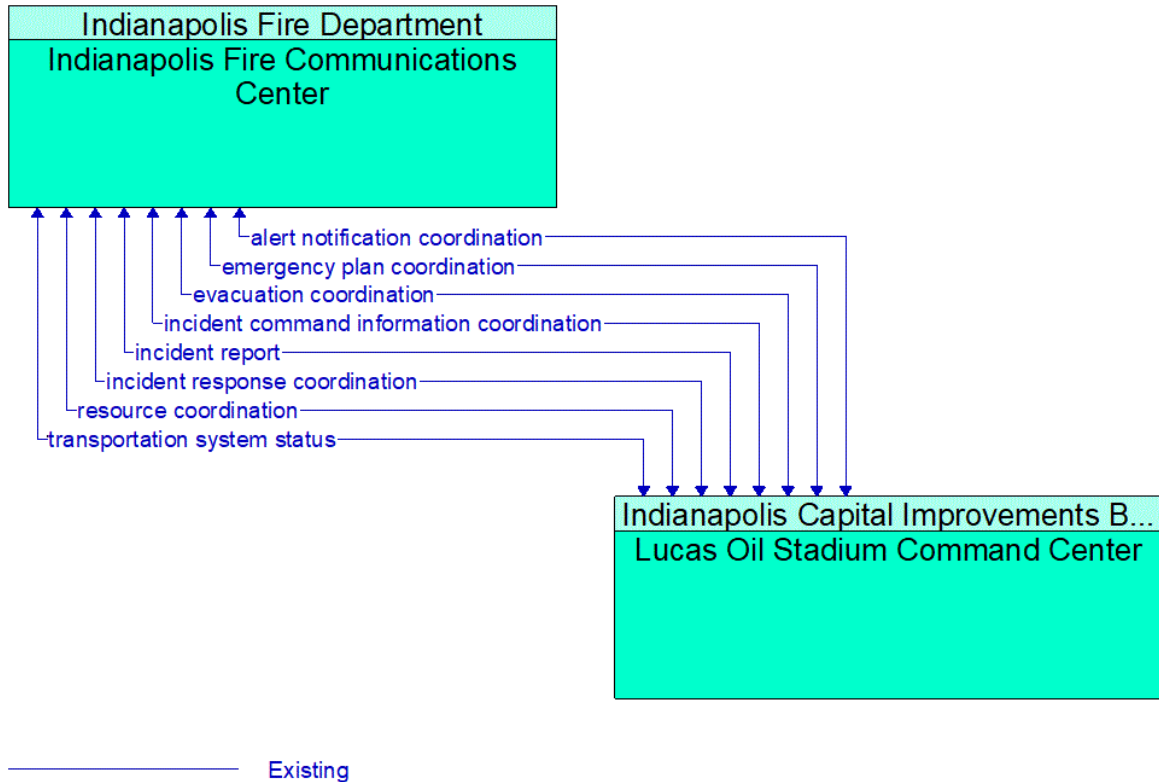 Indianapolis Fire Department
Indianapolis Fire Communications
Center
alert notification coordination
emergency plan coordination
evacuation coordination
incident command information coordination
incident report
incident response coordination
resource coordination
transportation system status
Indianapolis Capital Improvements B...
Lucas Oil Stadium Command Center
Existing